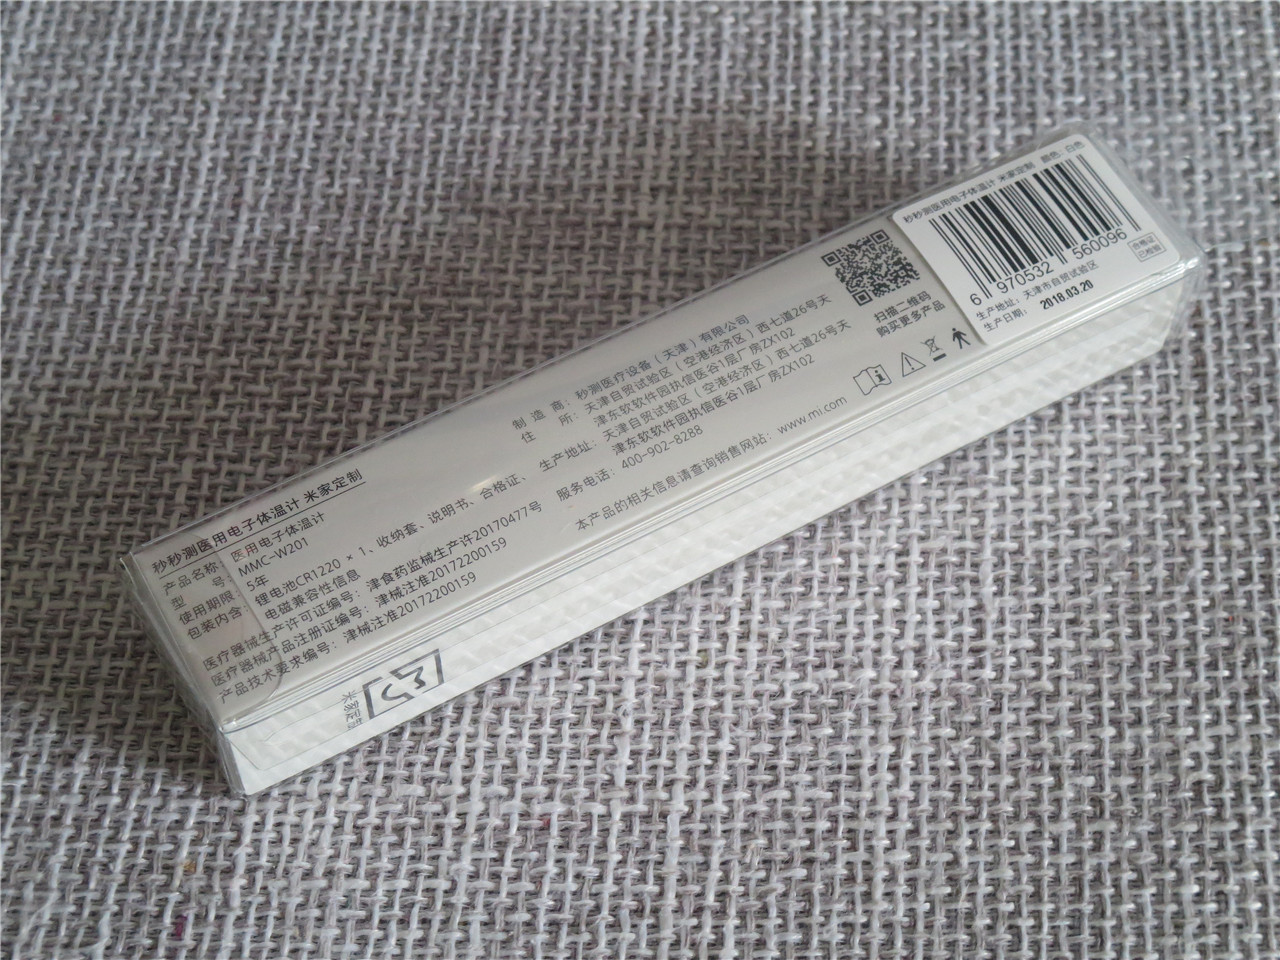 秒秒测医用电子体温计 米家定制
产品名称: 医用电子体温计
型 号: MMC-W201
使用期限: 5年
包装内含: 锂电池CR1220 × 1、收纳套、说明书、合格证、
电磁兼容性信息
医疗器械生产许可证编号: 津食药监械生产许20170477号
医疗器械产品注册证编号: 津械注准20172200159
产品技术要求编号: 津械注准20172200159
制 造 商: 秒测医疗设备(天津)有限公司
住 所: 天津自贸试验区(空港经济区)西七道26号天
津东软软件园执信医谷1层厂房ZX102
生产地址: 天津自贸试验区(空港经济区)西七道26号天
津东软软件园执信医谷1层厂房ZX102
服务电话: 400-902-8288
本产品的相关信息请查询销售网站: www.mi.com
扫描二维码
购买更多产品
秒秒测医用电子体温计 米家定制 颜色: 白色
6 970532 560096
合格证
已检验
生产地址: 天津市自贸试验区
生产日期: 2018.03.20
米家定制